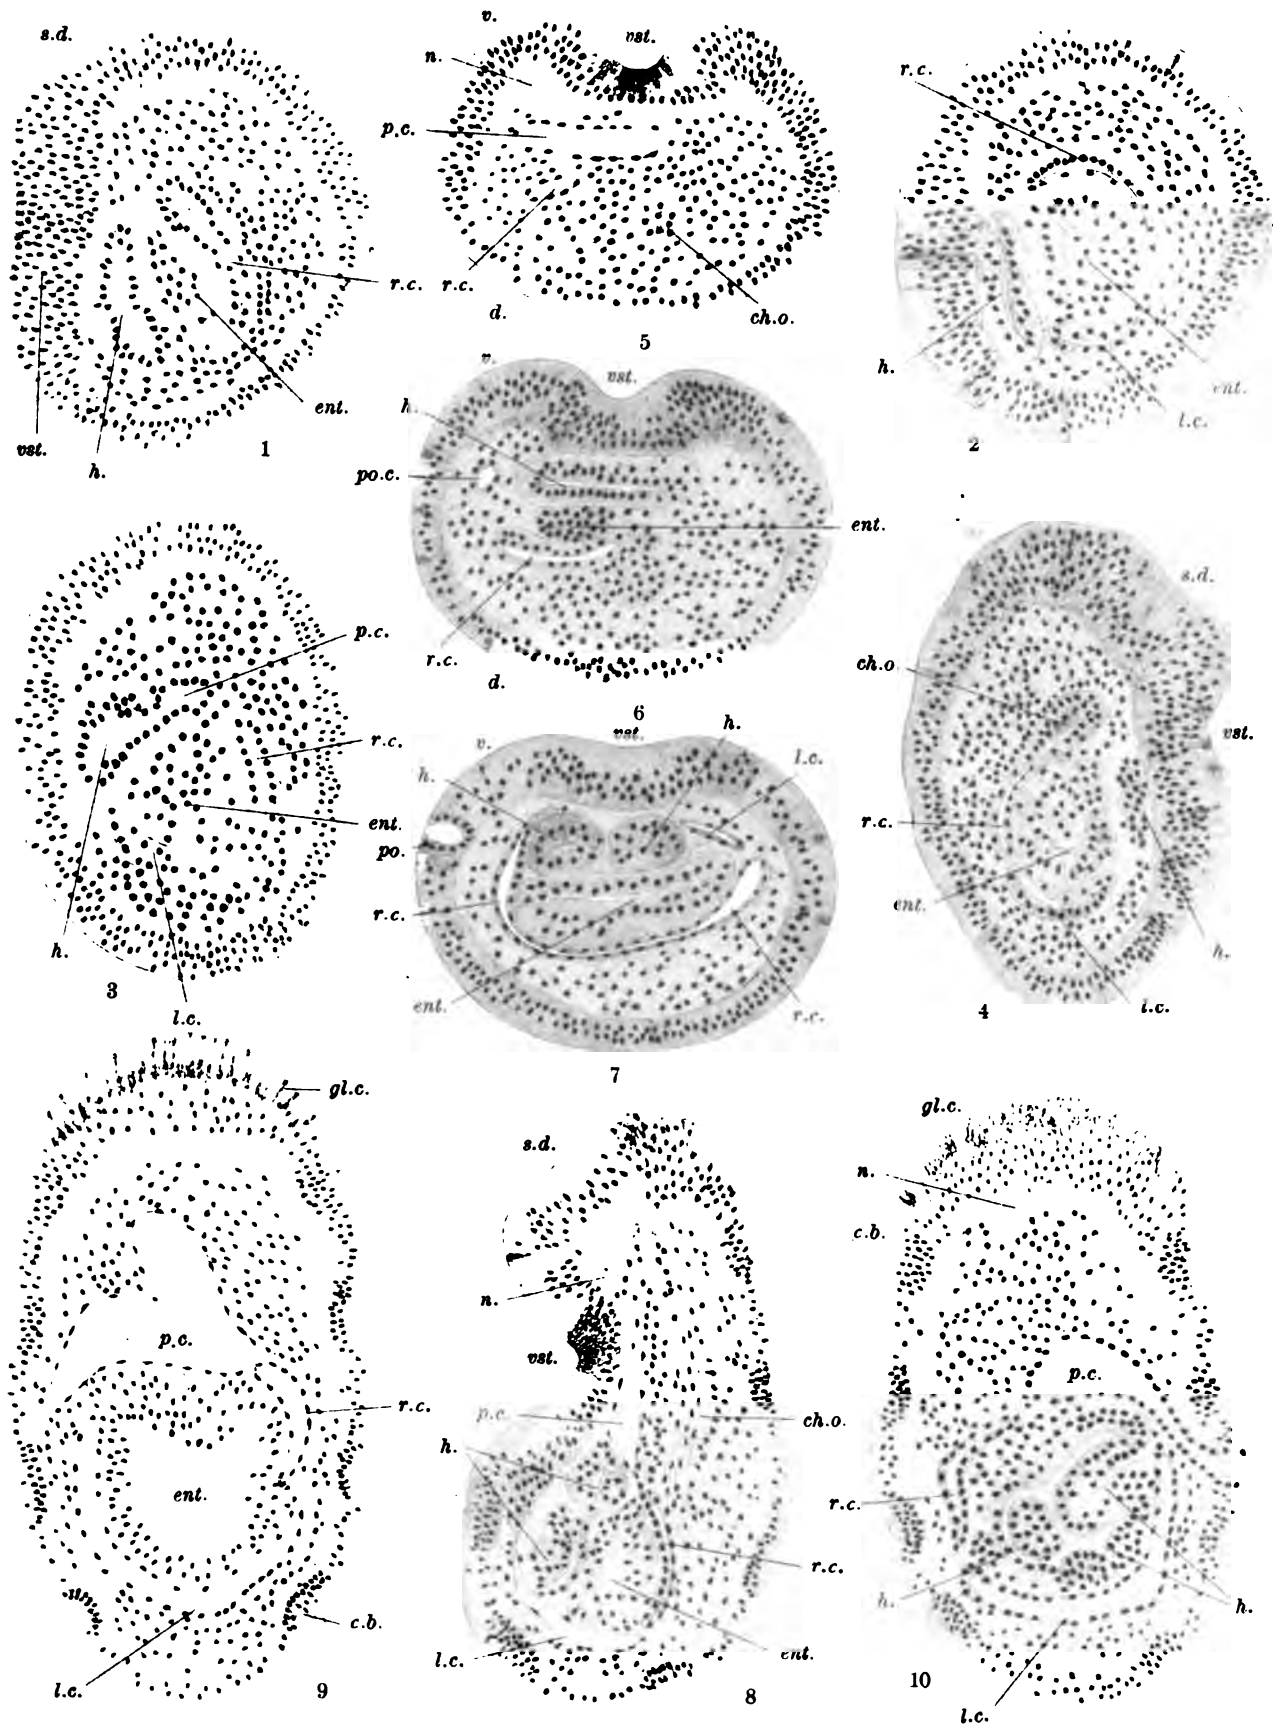 s.d.
r.c.
ent.
vst.
h.
1
v.
vst.
n.
p.c.
r.c.
d.
ch.o.
5
r.c.
h.
ent.
l.c.
2
v.
vst.
h.
po.c.
ent.
r.c.
d.
6
p.c.
r.c.
ent.
h.
l.c.
3
s.d.
ch.o
vst.
r.c.
ent.
h.
l.c.
4
v.
vst.
h.
h.
l.c.
po.
r.c.
ent.
r.c.
7
gl.c.
p.c.
r.c.
ent.
c.b.
l.c.
9
s.d.
n.
vst.
p.c.
ch.o.
h.
r.c.
l.c.
ent.
8
gl.c.
n.
c.b.
p.c.
r.c.
h.
h.
l.c.
10